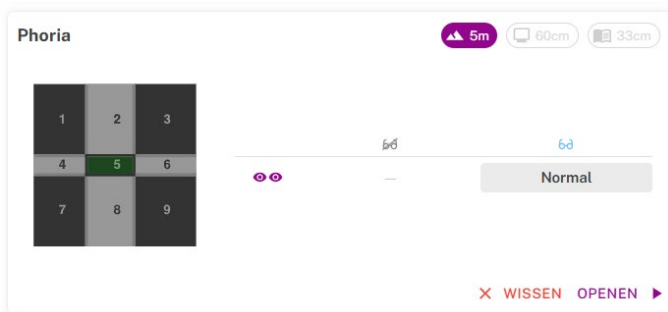 Phoria
5m 60cm 33cm
1 2 3
4 5 6
— Normal
7 8 9
WISSEN OPENEN